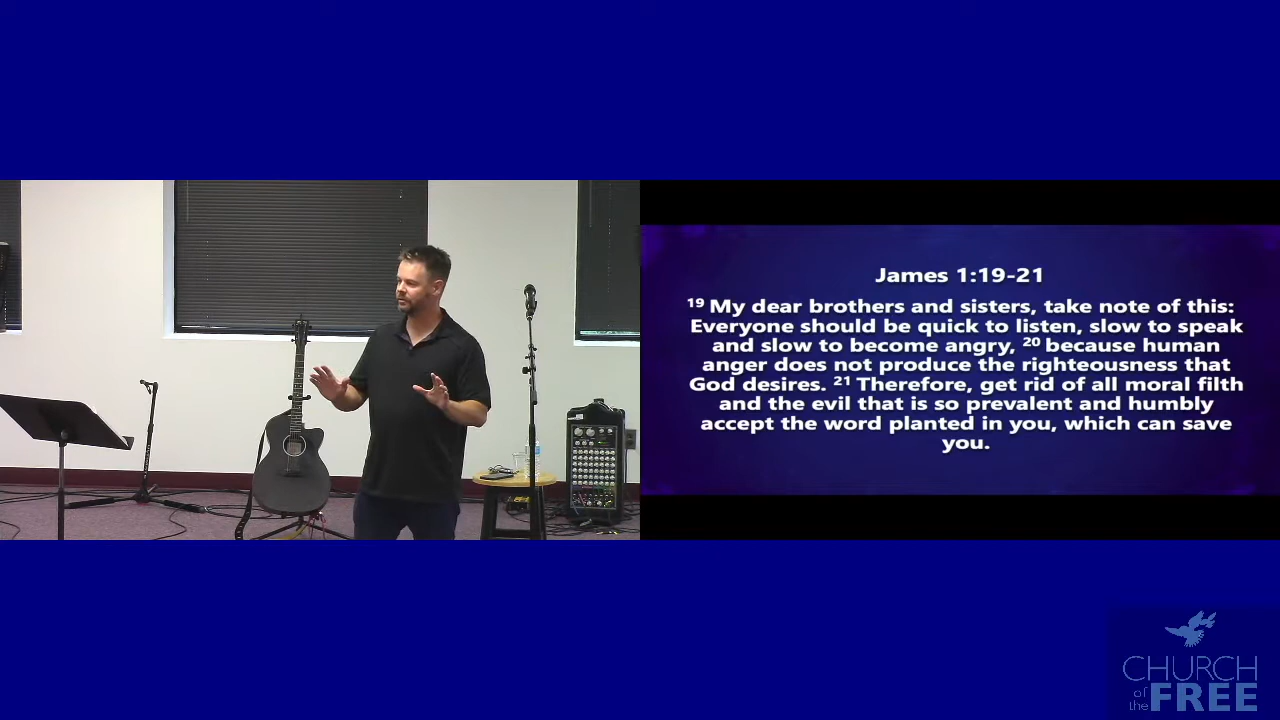 James 1:19-21
19 My dear brothers and sisters, take note of this:
Everyone should be quick to listen, slow to speak
and slow to become angry, 20 because human
anger does not produce the righteousness that
God desires. 21 Therefore, get rid of all moral filth
and the evil that is so prevalent and humbly
accept the word planted in you, which can save
you.
CHURCH
of the FREE